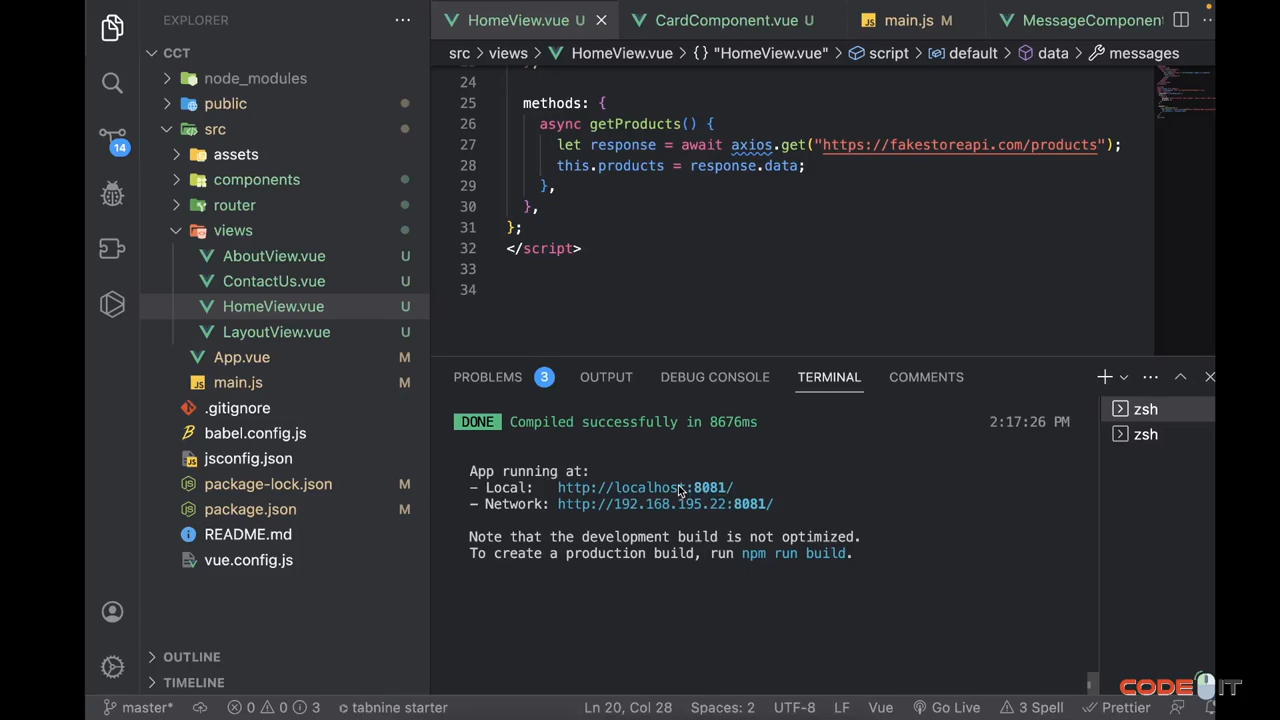 EXPLORER
CCT
node_modules
public
src
assets
components
router
views
AboutView.vue U
ContactUs.vue U
HomeView.vue U
LayoutView.vue U
App.vue M
main.js M
.gitignore
babel.config.js
jsconfig.json
package-lock.json M
package.json M
README.md
vue.config.js
OUTLINE
TIMELINE
14
HomeView.vue U CardComponent.vue U main.js M MessageComponent
src > views > HomeView.vue > {} "HomeView.vue" > script > default > data > messages
24
25 methods: {
26 async getProducts() {
27 let response = await axios.get("https://fakestoreapi.com/products");
28 this.products = response.data;
29 },
30 },
31 };
32 </script>
33
34
PROBLEMS 3 OUTPUT DEBUG CONSOLE TERMINAL COMMENTS
DONE Compiled successfully in 8676ms 2:17:26 PM
App running at:
- Local: http://localhost:8081/
- Network: http://192.168.195.22:8081/
Note that the development build is not optimized.
To create a production build, run npm run build.
zsh
zsh
CODE IT
master* 0 0 3 tabnine starter Ln 20, Col 28 Spaces: 2 UTF-8 LF Vue Go Live 3 Spell Prettier